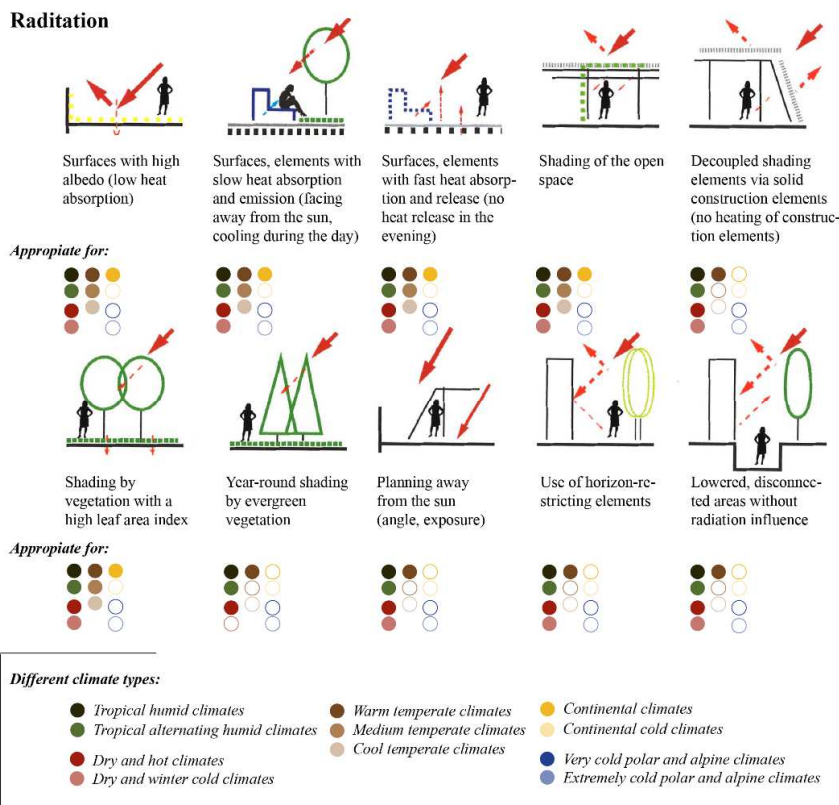 Raditation
Surfaces with high
albedo (low heat
absorption)
Surfaces, elements with
slow heat absorption
and emission (facing
away from the sun,
cooling during the day)
Surfaces, elements
with fast heat absorp-
tion and release (no
heat release in the
evening)
Shading of the open
space
Decoupled shading
elements via solid
construction elements
(no heating of construc-
tion elements)
Appropiate for:
Shading by
vegetation with a
high leaf area index
Year-round shading
by evergreen
vegetation
Planning away
from the sun
(angle, exposure)
Use of horizon-re-
stricting elements
Lowered, disconnec-
ted areas without
radiation influence
Appropiate for:
Different climate types:
Tropical humid climates
Tropical alternating humid climates
Dry and hot climates
Dry and winter cold climates
Warm temperate climates
Medium temperate climates
Cool temperate climates
Continental climates
Continental cold climates
Very cold polar and alpine climates
Extremely cold polar and alpine climates